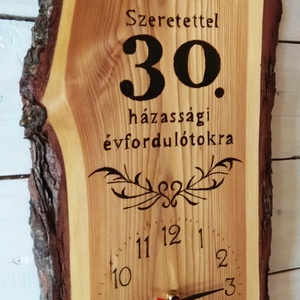 Szeretettel
30.
házassági
évfordulótokra
11 12 1
10 2
3